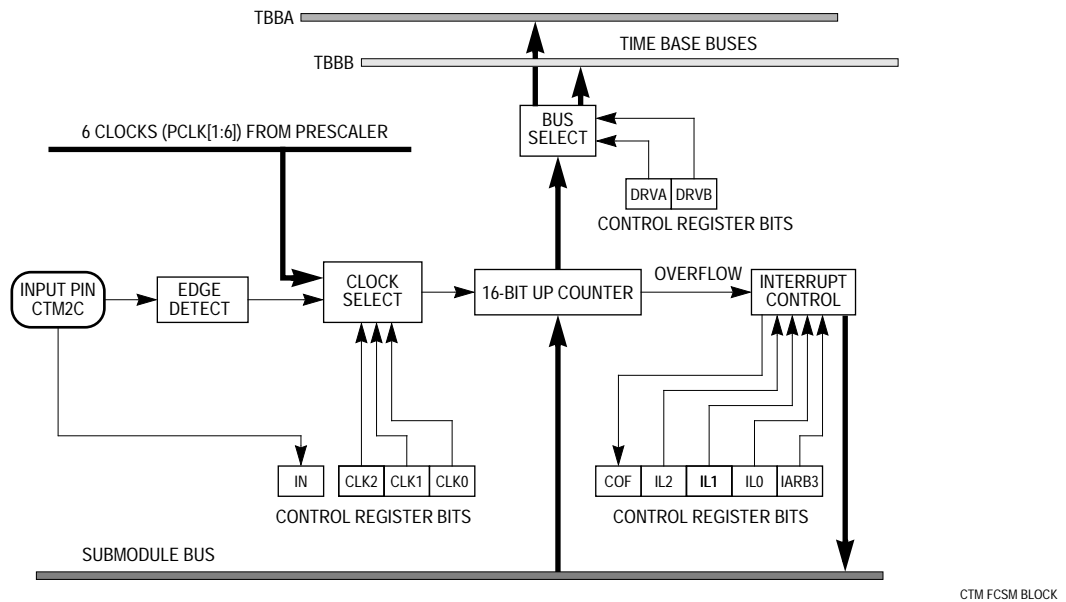 TBBA
TIME BASE BUSES
TBBB
BUS
SELECT
6 CLOCKS (PCLK[1:6]) FROM PRESCALER
DRVA DRVB
CONTROL REGISTER BITS
INPUT PIN
CTM2C
EDGE
DETECT
CLOCK
SELECT
16-BIT UP COUNTER
OVERFLOW
INTERRUPT
CONTROL
IN
CLK2 CLK1 CLK0
CONTROL REGISTER BITS
COF IL2 IL1 IL0 IARB3
CONTROL REGISTER BITS
SUBMODULE BUS
CTM FCSM BLOCK